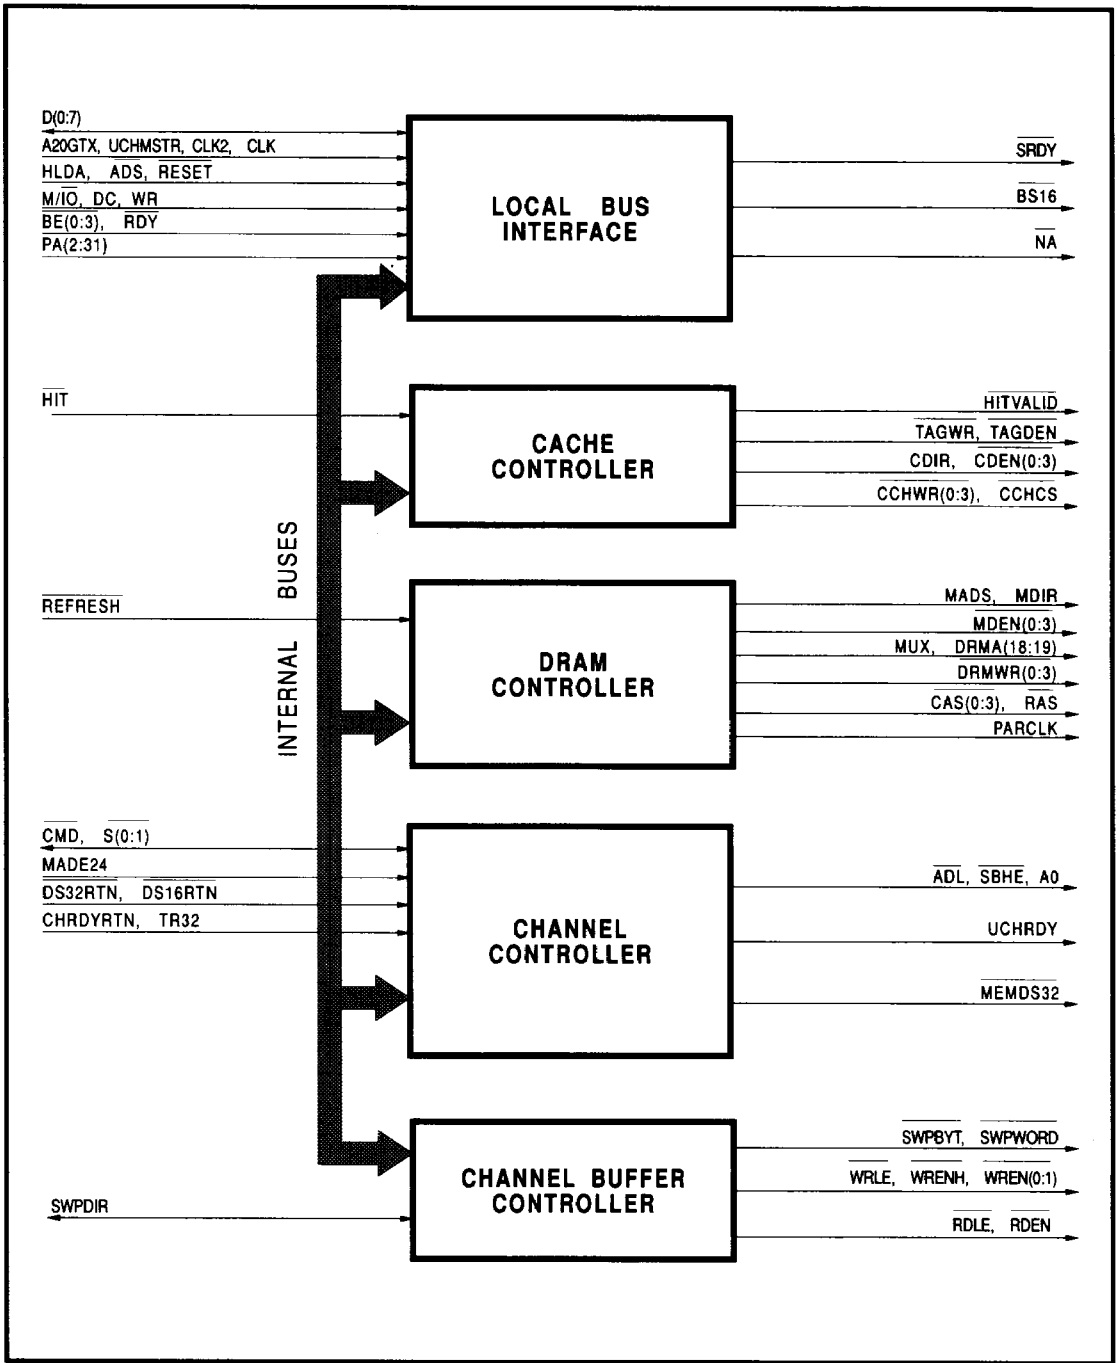 D(0:7)
A20GTX, UCHMSTR, CLK2, CLK
HLDA, ADS, RESET
M/IO, DC, WR
BE(0:3), RDY
PA(2:31)
LOCAL BUS
INTERFACE
SRDY
BS16
NA
HIT
CACHE
CONTROLLER
HITVALID
TAGWR, TAGDEN
CDIR, CDEN(0:3)
CCHWR(0:3), CCHCS
INTERNAL BUSES
REFRESH
DRAM
CONTROLLER
MADS, MDIR
MDEN(0:3)
MUX, DRMA(18:19)
DRMWR(0:3)
CAS(0:3), RAS
PARCLK
CMD, S(0:1)
MADE24
DS32RTN, DS16RTN
CHRDYRTN, TR32
CHANNEL
CONTROLLER
ADL, SBHE, A0
UCHRDY
MEMDS32
SWPDIR
CHANNEL BUFFER
CONTROLLER
SWPBYT, SWPWORD
WRLE, WRENH, WREN(0:1)
RDLE, RDEN